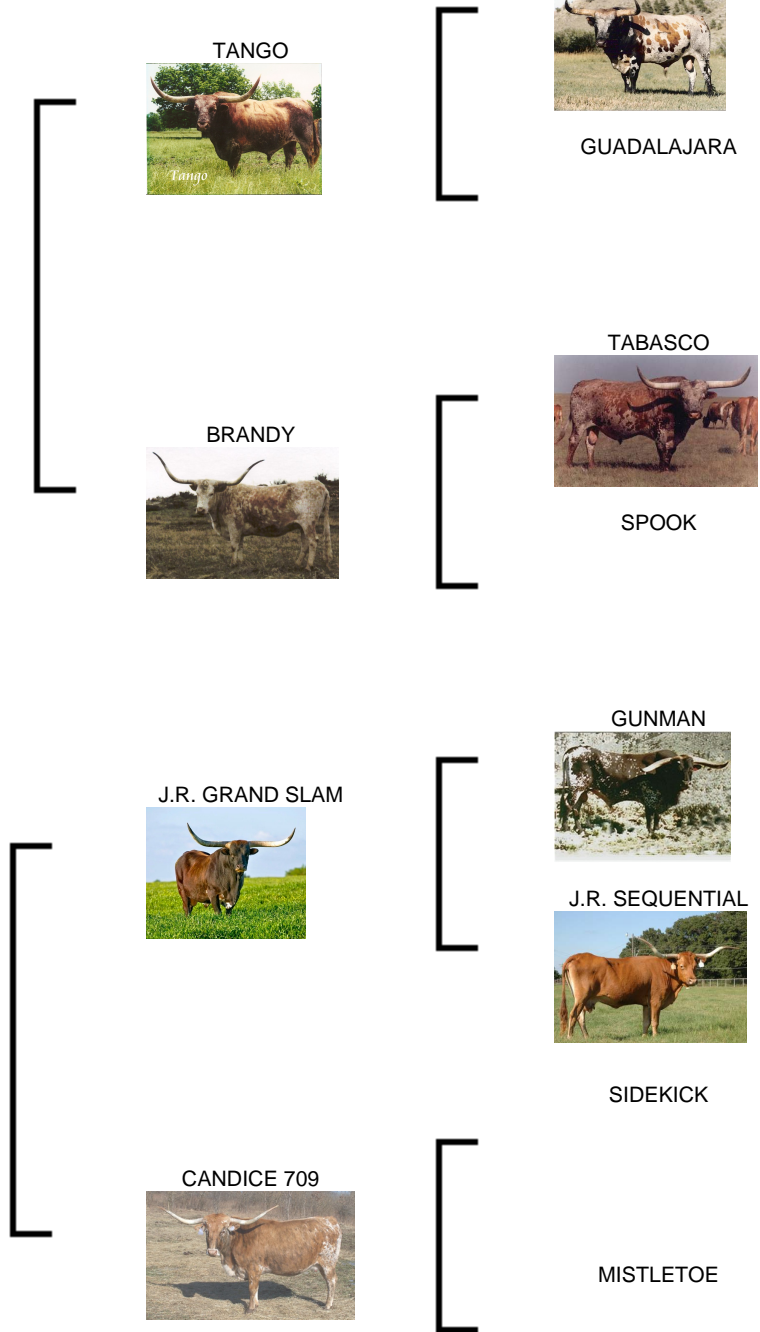 TANGO
Tango
GUADALAJARA
TABASCO
BRANDY
SPOOK
GUNMAN
J.R. GRAND SLAM
J.R. SEQUENTIAL
SIDEKICK
CANDICE 709
MISTLETOE